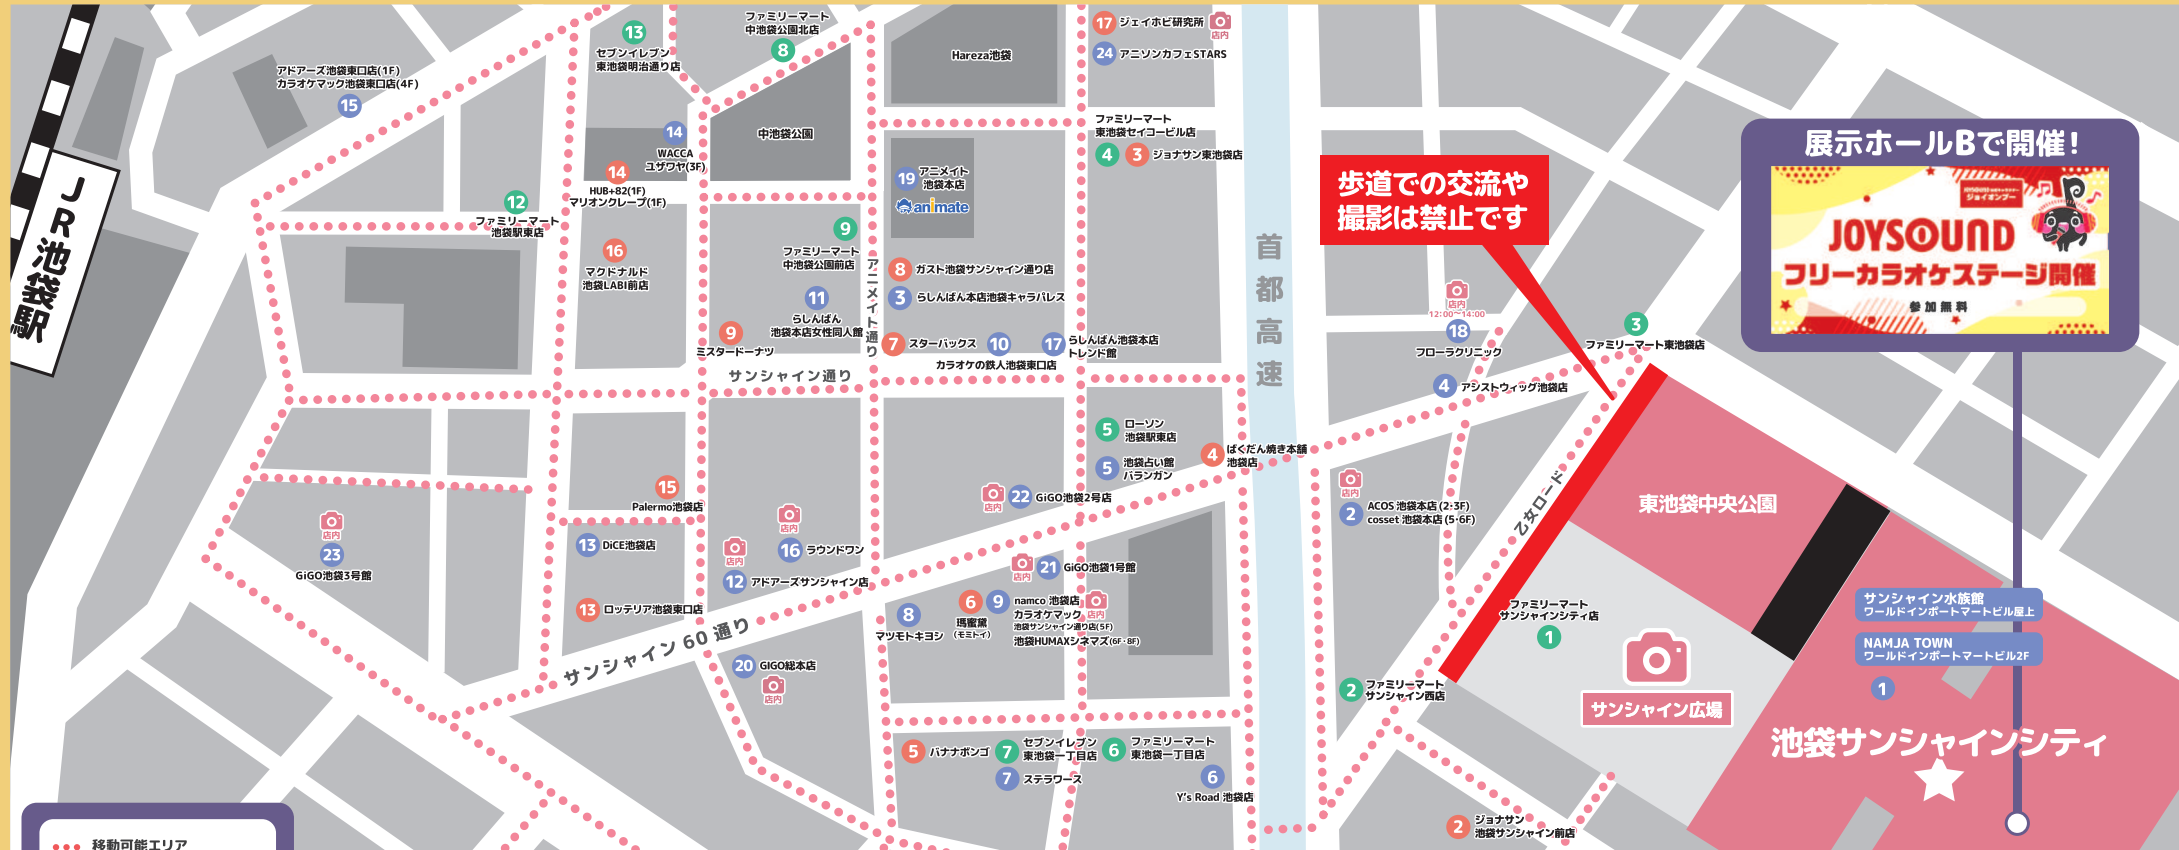 JR池袋駅
アドアーズ池袋東口店(1F)
カラオケマック池袋東口店(4F)
15
13
セブンイレブン
東池袋明治通り店
ファミリーマート
中池袋公園北店
8
Hareza池袋
17 ジェイホビ研究所
店内
24 アニソンカフェSTARS
14
WACCA
ユザワヤ(3F)
中池袋公園
14
HUB+82(1F)
マリオンクレープ(1F)
12
ファミリーマート
池袋駅東店
19 アニメイト
池袋本店
animate
ファミリーマート
東池袋セイコービル店
4 3 ジョナサン東池袋店
16
マクドナルド
池袋LABI前店
9
ファミリーマート
中池袋公園前店
11
らしんばん
池袋本店女性同人館
アニメイト通り
8 ガスト池袋サンシャイン通り店
3 らしんばん本店池袋キャラパレス
9
ミスタードーナツ
7 スターバックス
10
カラオケの鉄人池袋東口店
17 らしんばん池袋本店
トレンド館
サンシャイン通り
首都高速
歩道での交流や
撮影は禁止です
展示ホールBで開催!
JOYSOUND
フリーカラオケステージ開催
参加無料
店内
12:00〜14:00
18
フローラクリニック
3
ファミリーマート東池袋店
4 アシストウィッグ池袋店
5 ローソン
池袋駅東店
5 池袋占い館
バランガン
4 ばくだん焼き本舗
池袋店
15
Palermo池袋店
店内
22 GiGO池袋2号店
店内
2 ACOS 池袋本店(2·3F)
cosset 池袋本店(5·6F)
乙女ロード
東池袋中央公園
店内
23
GiGO池袋3号館
13 DiCE池袋店
店内
16 ラウンドワン
店内
12 アドアーズサンシャイン店
店内
21 GiGO池袋1号館
13 ロッテリア池袋東口店
8
マツモトキヨシ
6
瑪蜜黛
(モミトイ)
9 namco 池袋店
カラオケマック
池袋サンシャイン通り店(5F)
池袋HUMAXシネマズ(6F·8F)
店内
サンシャイン60通り
20 GIGO総本店
店内
ファミリーマート
サンシャインシティ店
1
サンシャイン水族館
ワールドインポートマートビル屋上
NAMJA TOWN
ワールドインポートマートビル2F
1
2 ファミリーマート
サンシャイン西店
サンシャイン広場
池袋サンシャインシティ
5 バナナボンゴ
7 セブンイレブン
東池袋一丁目店
7 ステラワース
6 ファミリーマート
東池袋一丁目店
6
Y's Road 池袋店
2 ジョナサン
池袋サンシャイン前店
移動可能エリア